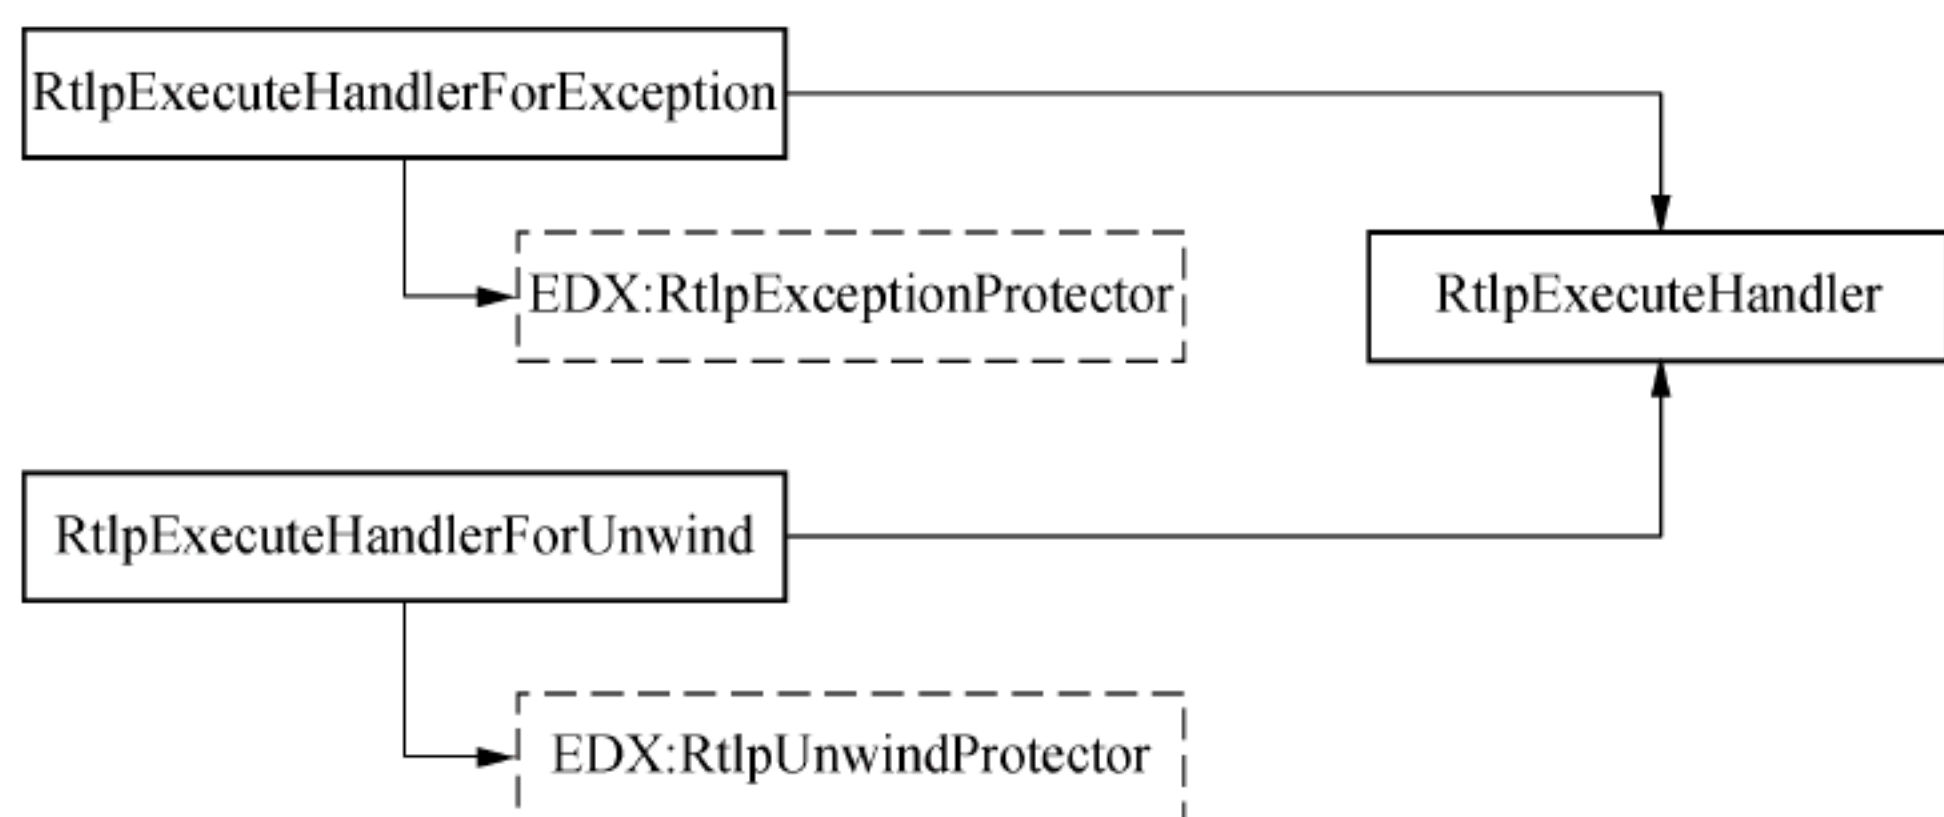 RtlpExecuteHandlerForException
EDX:RtlpExceptionProtector
RtlpExecuteHandler
RtlpExecuteHandlerForUnwind
EDX:RtlpUnwindProtector